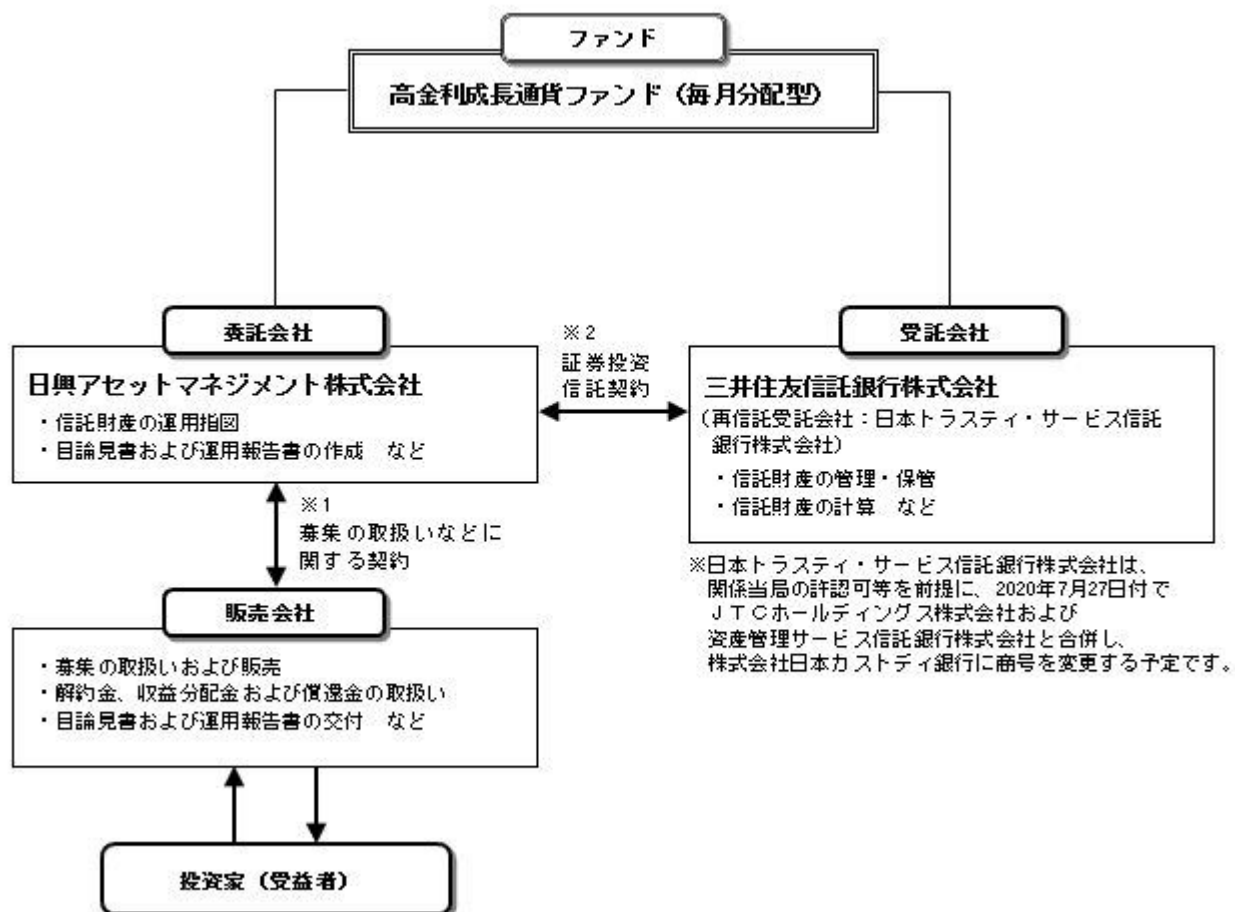 ファンド
高金利成長通貨ファンド（毎月分配型）
委託会社
日興アセットマネジメント株式会社
・信託財産の運用指図
・目論見書および運用報告書の作成　など
※２
証券投資
信託契約
受託会社
三井住友信託銀行株式会社
（再信託受託会社：日本トラスティ・サービス信託
銀行株式会社）
・信託財産の管理・保管
・信託財産の計算　など
※日本トラスティ・サービス信託銀行株式会社は、
関係当局の許認可等を前提に、2020年7月27日付で
ＪＴＣホールディングス株式会社および
資産管理サービス信託銀行株式会社と合併し、
株式会社日本カストディ銀行に商号を変更する予定です。
※１
募集の取扱いなどに
関する契約
販売会社
・募集の取扱いおよび販売
・解約金、収益分配金および償還金の取扱い
・目論見書および運用報告書の交付　など
投資家（受益者）